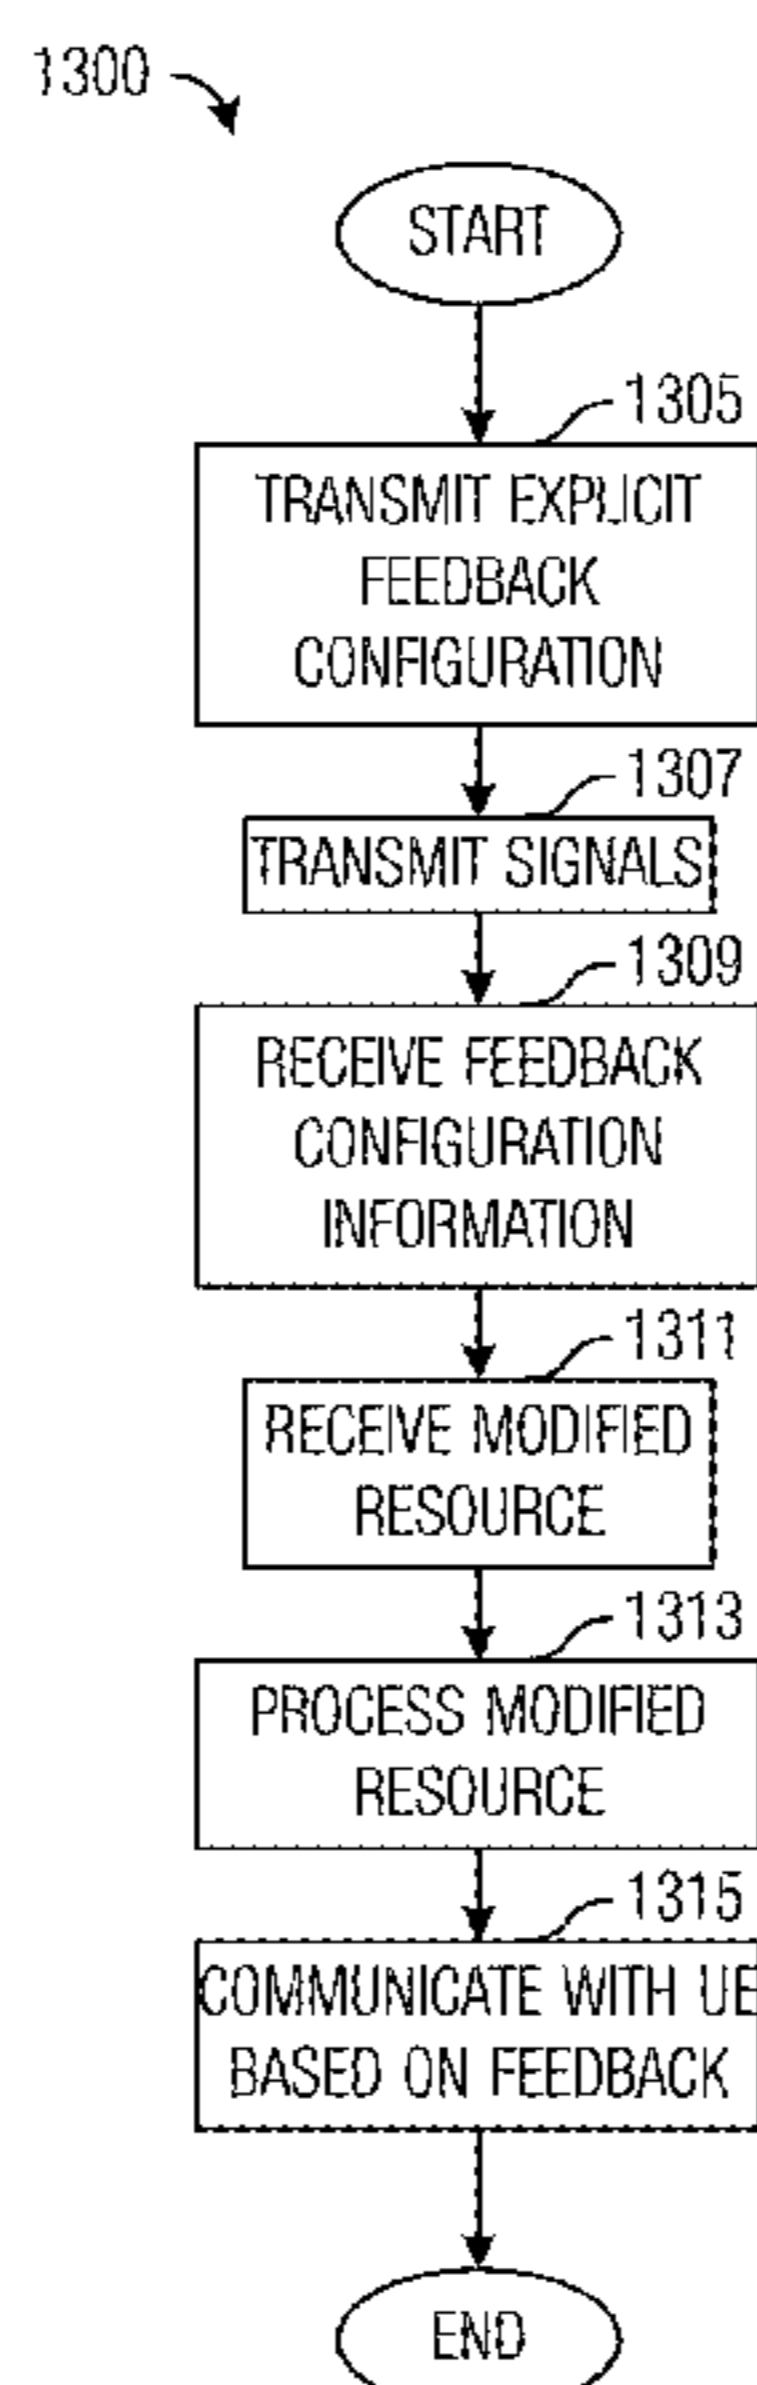 1300
START
1305
TRANSMIT EXPLICIT
FEEDBACK
CONFIGURATION
1307
TRANSMIT SIGNALS
1309
RECEIVE FEEDBACK
CONFIGURATION
INFORMATION
1311
RECEIVE MODIFIED
RESOURCE
1313
PROCESS MODIFIED
RESOURCE
1315
COMMUNICATE WITH UE
BASED ON FEEDBACK
END